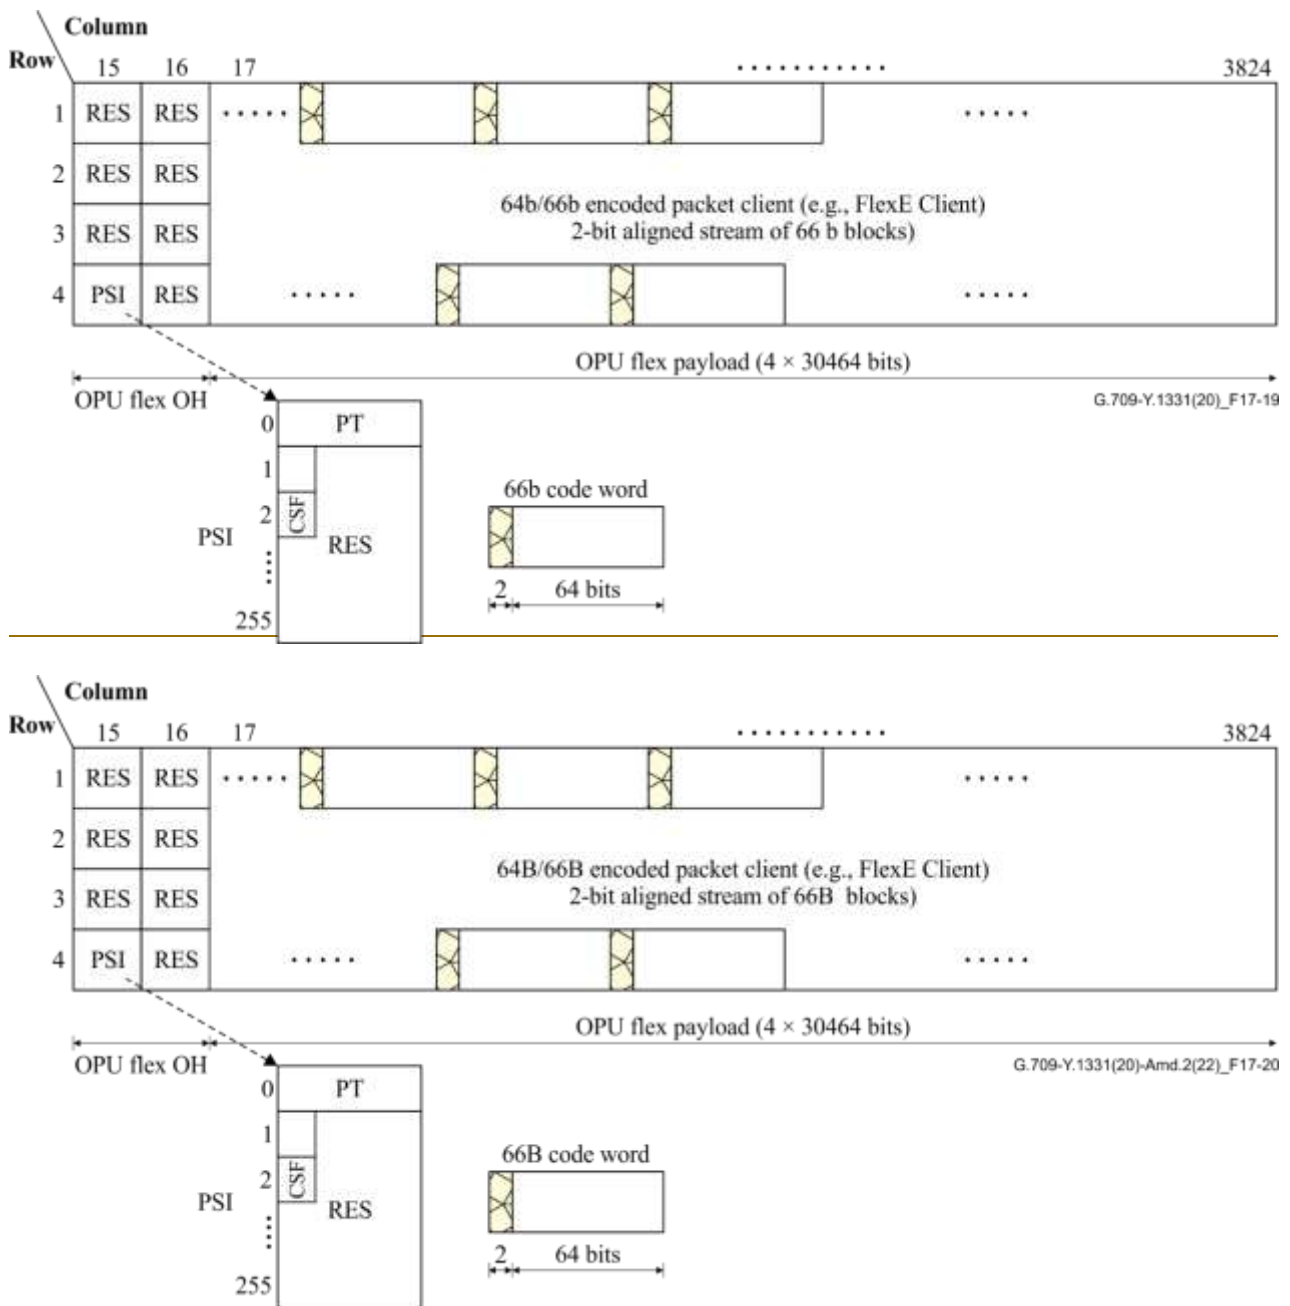 Column
Row 15 16 17 ........... 3824
1 RES RES ..... .....
2 RES RES
64b/66b encoded packet client (e.g., FlexE Client)
3 RES RES 2-bit aligned stream of 66 b blocks)
4 PSI RES ..... .....
OPU flex payload (4 × 30464 bits)
OPU flex OH G.709-Y.1331(20)_F17-19
0 PT
1
66b code word
2 CSF
PSI RES
2 64 bits
255
Column
Row 15 16 17 ........... 3824
1 RES RES ..... .....
2 RES RES
64B/66B encoded packet client (e.g., FlexE Client)
3 RES RES 2-bit aligned stream of 66B blocks)
4 PSI RES ..... .....
OPU flex payload (4 × 30464 bits)
OPU flex OH G.709-Y.1331(20)-Amd.2(22)_F17-20
0 PT
1
66B code word
2 CSF
PSI RES
2 64 bits
255